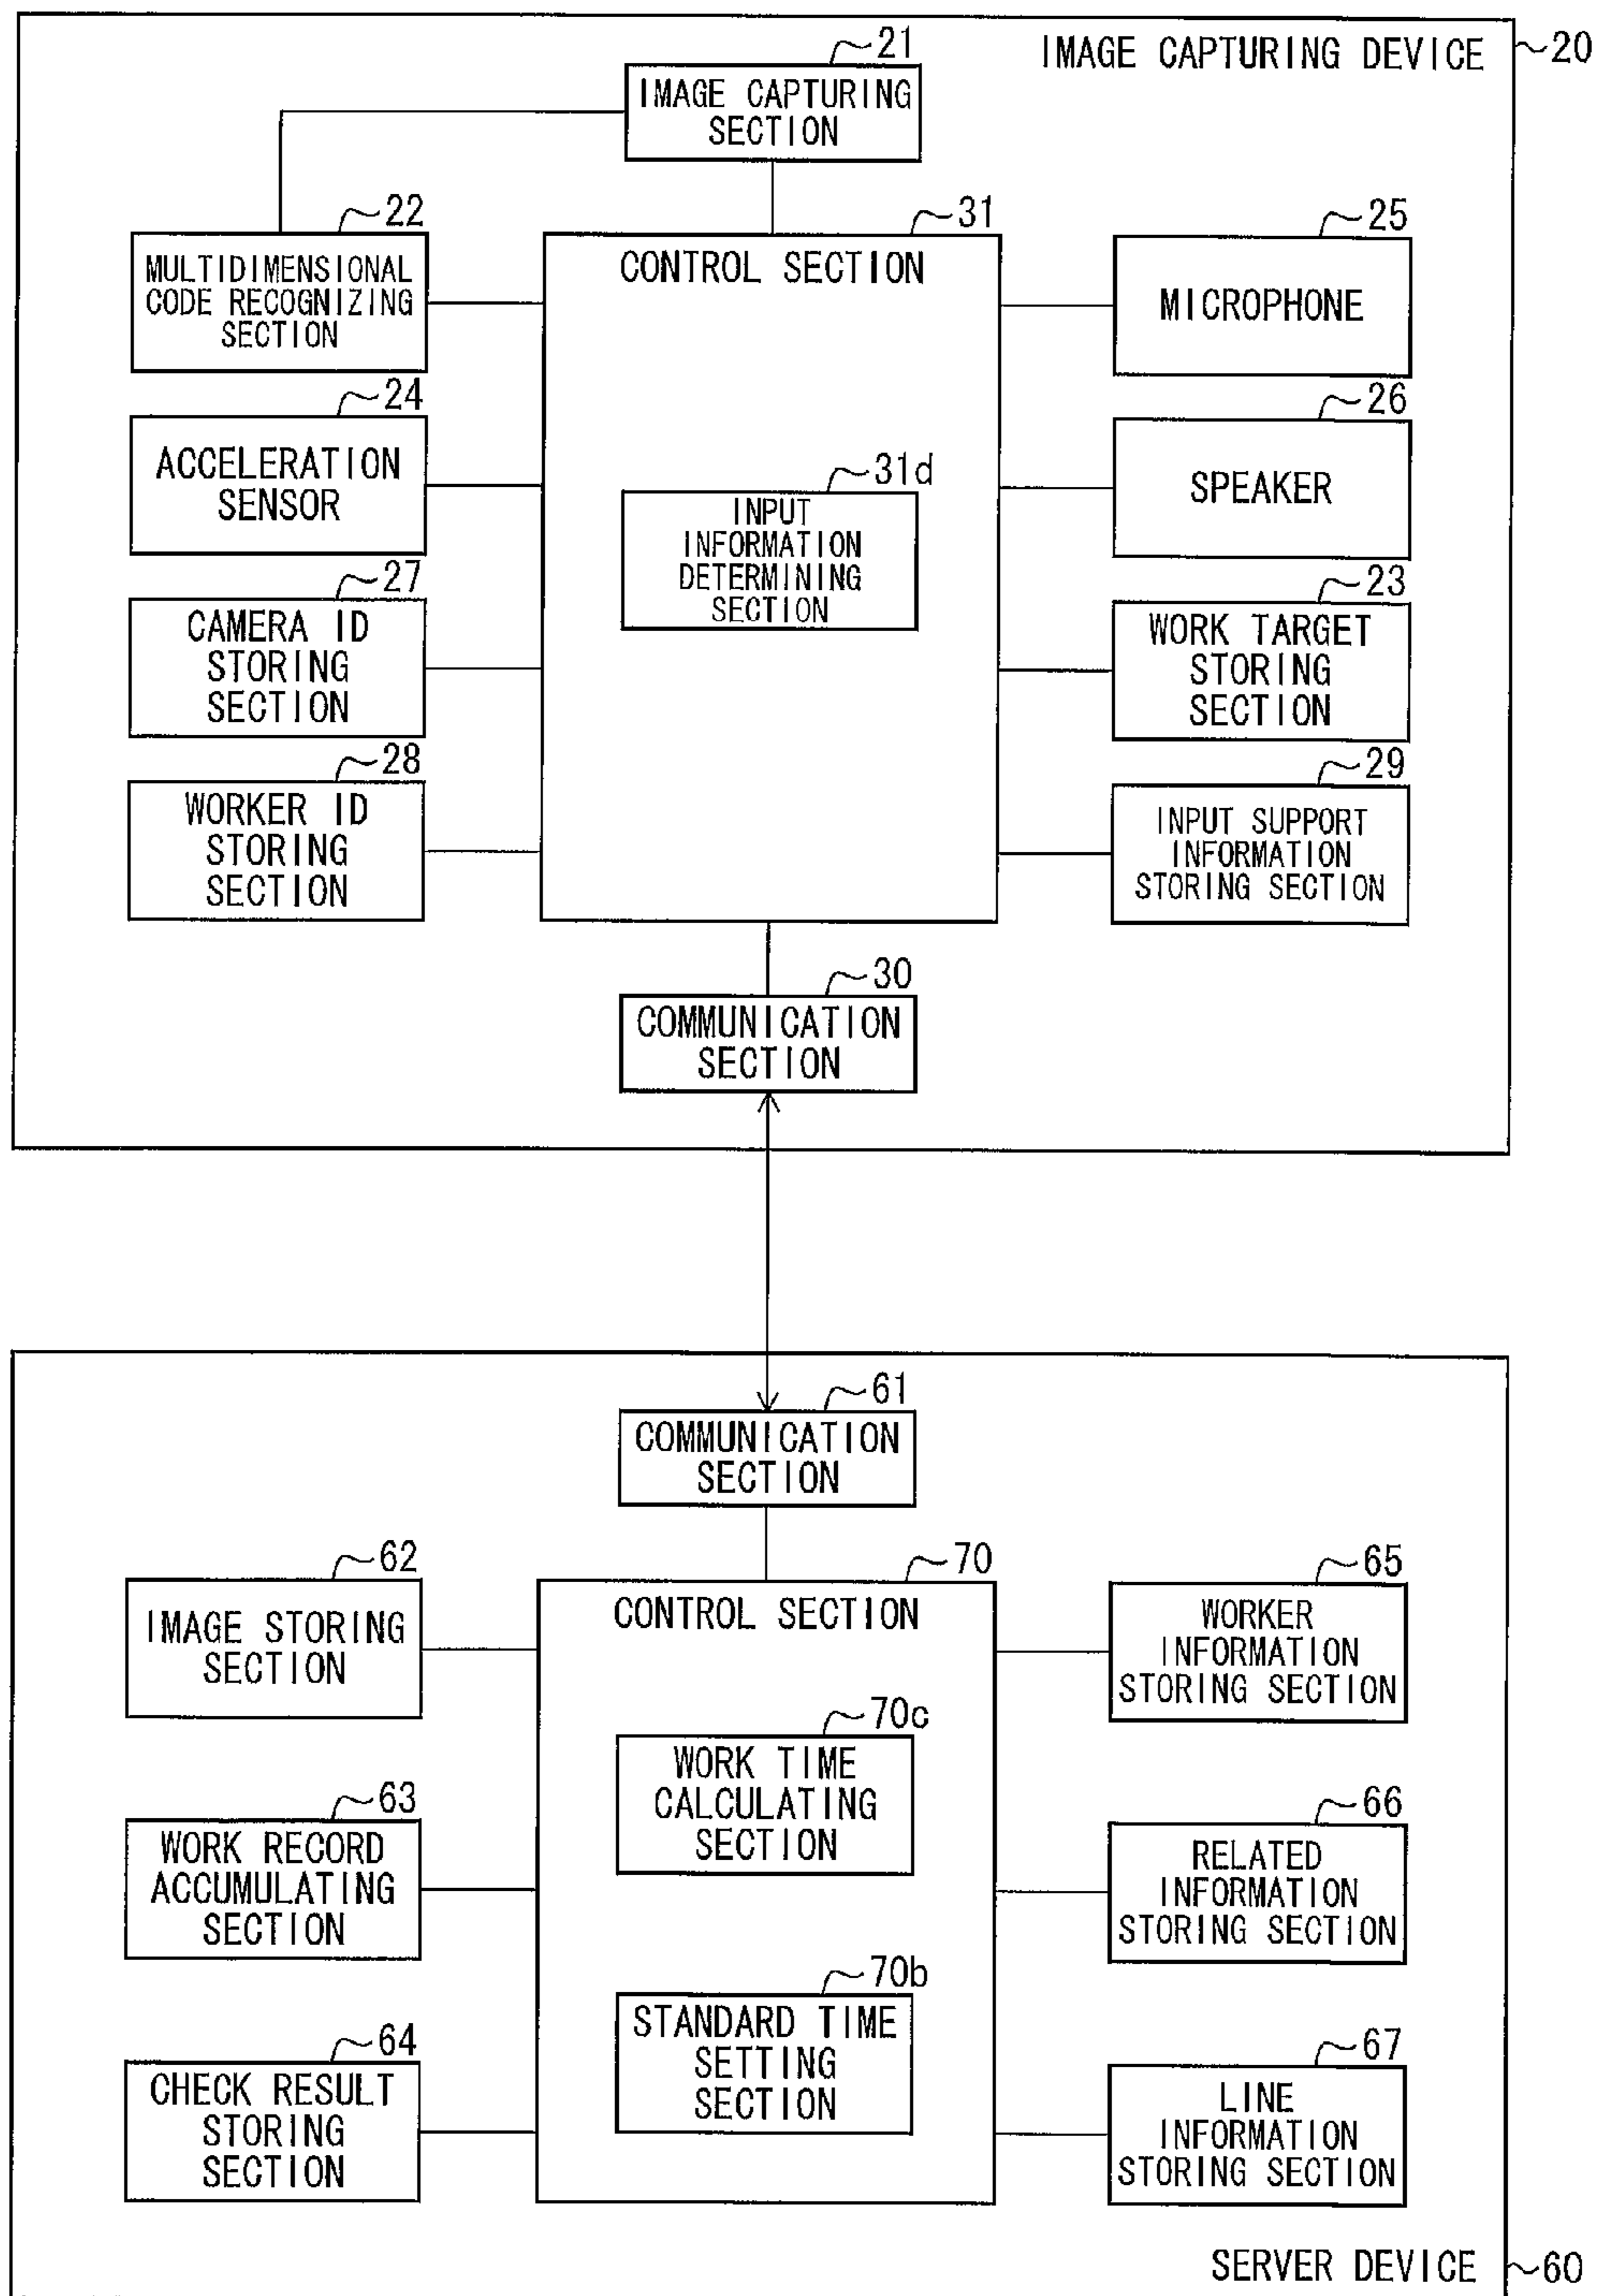 IMAGE CAPTURING DEVICE
20
21
IMAGE CAPTURING
SECTION
22
MULTIDIMENSIONAL
CODE RECOGNIZING
SECTION
31
CONTROL SECTION
25
MICROPHONE
24
ACCELERATION
SENSOR
31d
INPUT
INFORMATION
DETERMINING
SECTION
26
SPEAKER
27
CAMERA ID
STORING
SECTION
23
WORK TARGET
STORING
SECTION
28
WORKER ID
STORING
SECTION
29
INPUT SUPPORT
INFORMATION
STORING SECTION
30
COMMUNICATION
SECTION
61
COMMUNICATION
SECTION
62
IMAGE STORING
SECTION
70
CONTROL SECTION
65
WORKER
INFORMATION
STORING SECTION
70c
WORK TIME
CALCULATING
SECTION
63
WORK RECORD
ACCUMULATING
SECTION
66
RELATED
INFORMATION
STORING SECTION
70b
STANDARD TIME
SETTING
SECTION
64
CHECK RESULT
STORING
SECTION
67
LINE
INFORMATION
STORING SECTION
SERVER DEVICE
60